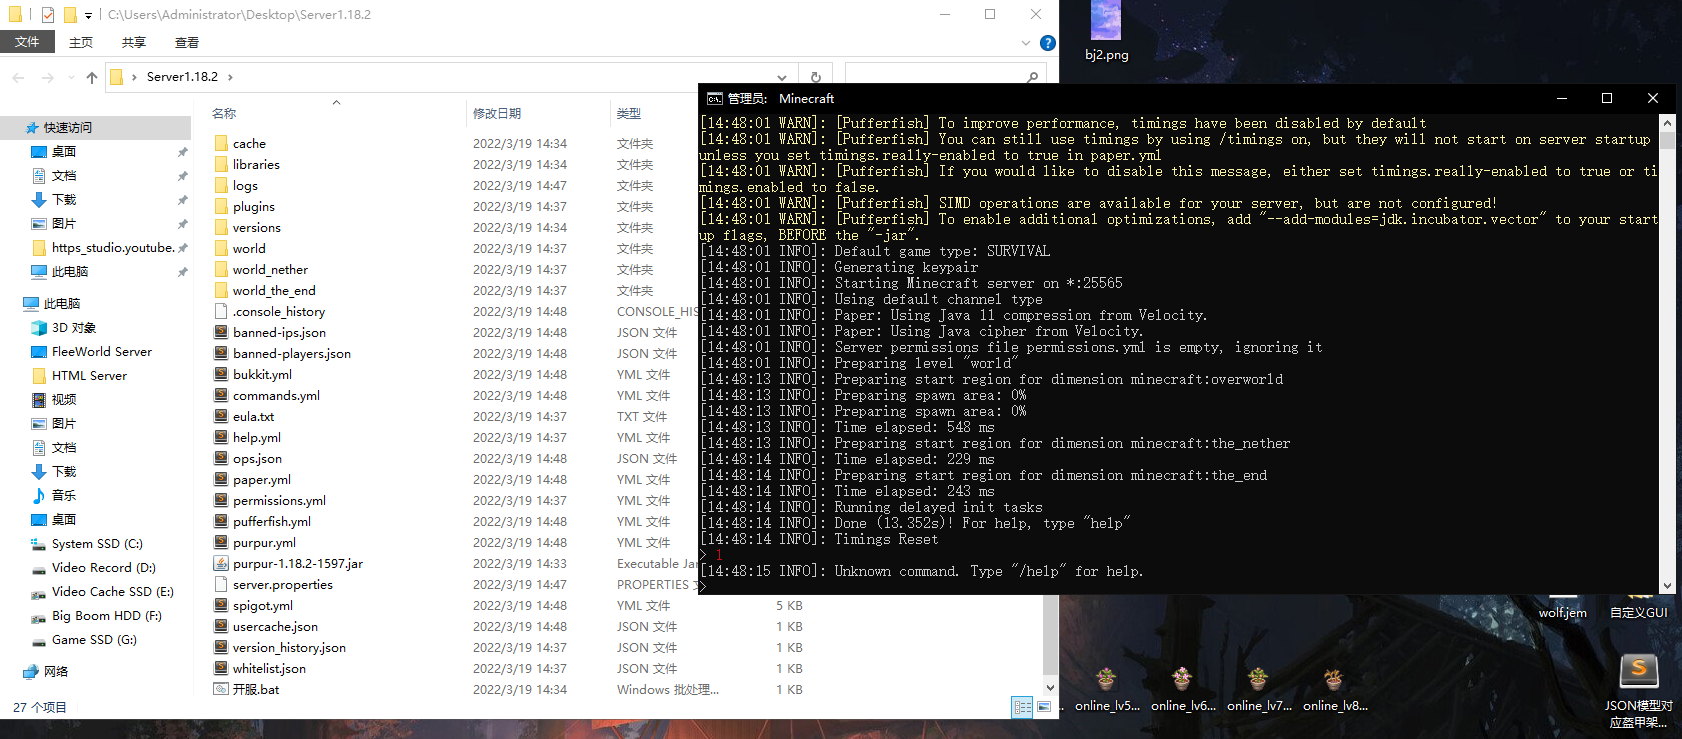 C:\Users\Administrator\Desktop\Server1.18.2
文件 主页 共享 查看
Server1.18.2
名称 修改日期 类型
快速访问
桌面
文档
下载
图片
https_studio.youtube.
此电脑
此电脑
3D 对象
FleeWorld Server
HTML Server
视频
图片
文档
下载
音乐
桌面
System SSD (C:)
Video Record (D:)
Video Cache SSD (E:)
Big Boom HDD (F:)
Game SSD (G:)
网络
cache 2022/3/19 14:34 文件夹
libraries 2022/3/19 14:34 文件夹
logs 2022/3/19 14:47 文件夹
plugins 2022/3/19 14:37 文件夹
versions 2022/3/19 14:34 文件夹
world 2022/3/19 14:37 文件夹
world_nether 2022/3/19 14:37 文件夹
world_the_end 2022/3/19 14:37 文件夹
.console_history 2022/3/19 14:48 CONSOLE_HIS
banned-ips.json 2022/3/19 14:48 JSON 文件
banned-players.json 2022/3/19 14:48 JSON 文件
bukkit.yml 2022/3/19 14:48 YML 文件
commands.yml 2022/3/19 14:48 YML 文件
eula.txt 2022/3/19 14:37 TXT 文件
help.yml 2022/3/19 14:37 YML 文件
ops.json 2022/3/19 14:48 JSON 文件
paper.yml 2022/3/19 14:48 YML 文件
permissions.yml 2022/3/19 14:37 YML 文件
pufferfish.yml 2022/3/19 14:48 YML 文件
purpur.yml 2022/3/19 14:48 YML 文件
purpur-1.18.2-1597.jar 2022/3/19 14:33 Executable Jar
server.properties 2022/3/19 14:47 PROPERTIES 文
spigot.yml 2022/3/19 14:48 YML 文件 5 KB
usercache.json 2022/3/19 14:48 JSON 文件 1 KB
version_history.json 2022/3/19 14:37 JSON 文件 1 KB
whitelist.json 2022/3/19 14:37 JSON 文件 1 KB
开服.bat 2022/3/19 14:34 Windows 批处理... 1 KB
27 个项目
管理员: Minecraft
[14:48:01 WARN]: [Pufferfish] To improve performance, timings have been disabled by default
[14:48:01 WARN]: [Pufferfish] You can still use timings by using /timings on, but they will not start on server startup
unless you set timings.really-enabled to true in paper.yml
[14:48:01 WARN]: [Pufferfish] If you would like to disable this message, either set timings.really-enabled to true or ti
mings.enabled to false.
[14:48:01 WARN]: [Pufferfish] SIMD operations are available for your server, but are not configured!
[14:48:01 WARN]: [Pufferfish] To enable additional optimizations, add "--add-modules=jdk.incubator.vector" to your start
up flags, BEFORE the "-jar".
[14:48:01 INFO]: Default game type: SURVIVAL
[14:48:01 INFO]: Generating keypair
[14:48:01 INFO]: Starting Minecraft server on *:25565
[14:48:01 INFO]: Using default channel type
[14:48:01 INFO]: Paper: Using Java 11 compression from Velocity.
[14:48:01 INFO]: Paper: Using Java cipher from Velocity.
[14:48:01 INFO]: Server permissions file permissions.yml is empty, ignoring it
[14:48:01 INFO]: Preparing level "world"
[14:48:13 INFO]: Preparing start region for dimension minecraft:overworld
[14:48:13 INFO]: Preparing spawn area: 0%
[14:48:13 INFO]: Preparing spawn area: 0%
[14:48:13 INFO]: Time elapsed: 548 ms
[14:48:13 INFO]: Preparing start region for dimension minecraft:the_nether
[14:48:14 INFO]: Time elapsed: 229 ms
[14:48:14 INFO]: Preparing start region for dimension minecraft:the_end
[14:48:14 INFO]: Time elapsed: 243 ms
[14:48:14 INFO]: Running delayed init tasks
[14:48:14 INFO]: Done (13.352s)! For help, type "help"
[14:48:14 INFO]: Timings Reset
> 1
[14:48:15 INFO]: Unknown command. Type "/help" for help.
>
bj2.png
wolf.jem 自定义GUI
online_lv5... online_lv6... online_lv7... online_lv8...
JSON模型对
应盔甲架...